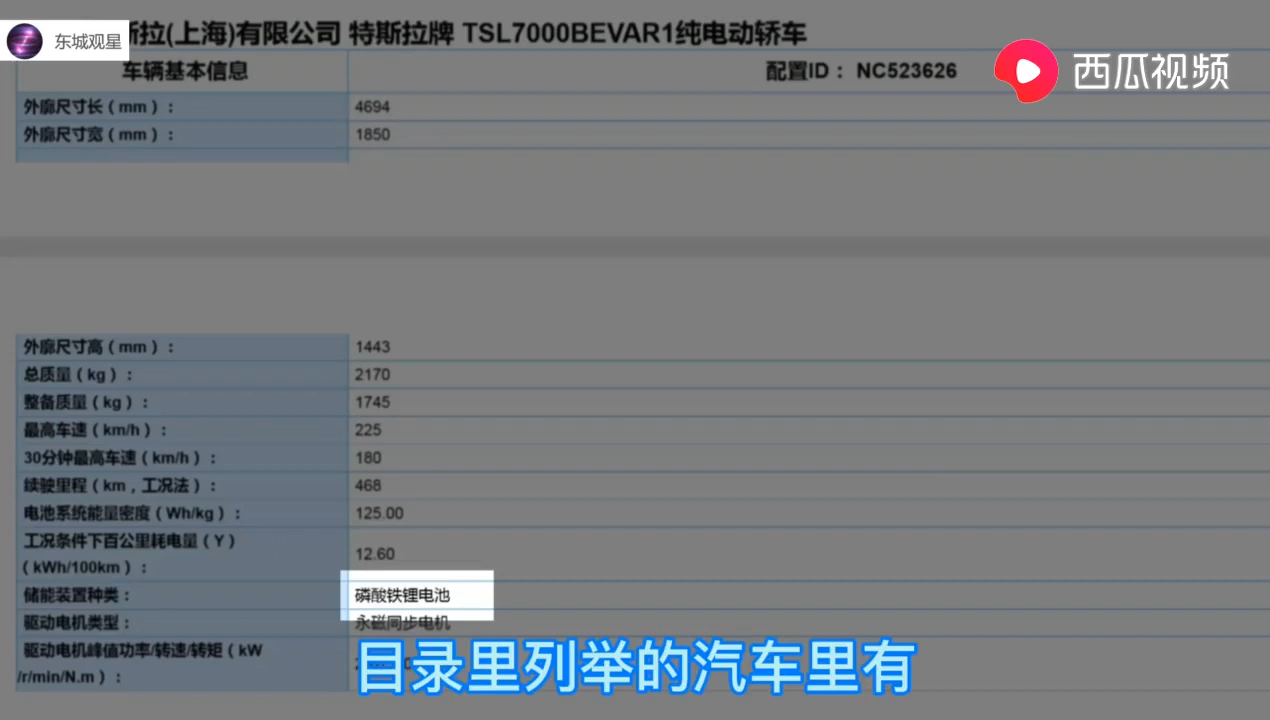 东城观星
斯拉(上海)有限公司 特斯拉牌 TSL7000BEVAR1纯电动轿车
西瓜视频
车辆基本信息 配置ID： NC523626
外廓尺寸长（mm）： 4694
外廓尺寸宽（mm）： 1850
外廓尺寸高（mm）： 1443
总质量（kg）： 2170
整备质量（kg）： 1745
最高车速（km/h）： 225
30分钟最高车速（km/h）： 180
续驶里程（km，工况法）： 468
电池系统能量密度（Wh/kg）： 125.00
工况条件下百公里耗电量（Y）
（kWh/100km）： 12.60
储能装置种类： 磷酸铁锂电池
驱动电机类型： 永磁同步电机
驱动电机峰值功率/转速/转矩（kW
/r/min/N.m）：
目录里列举的汽车里有